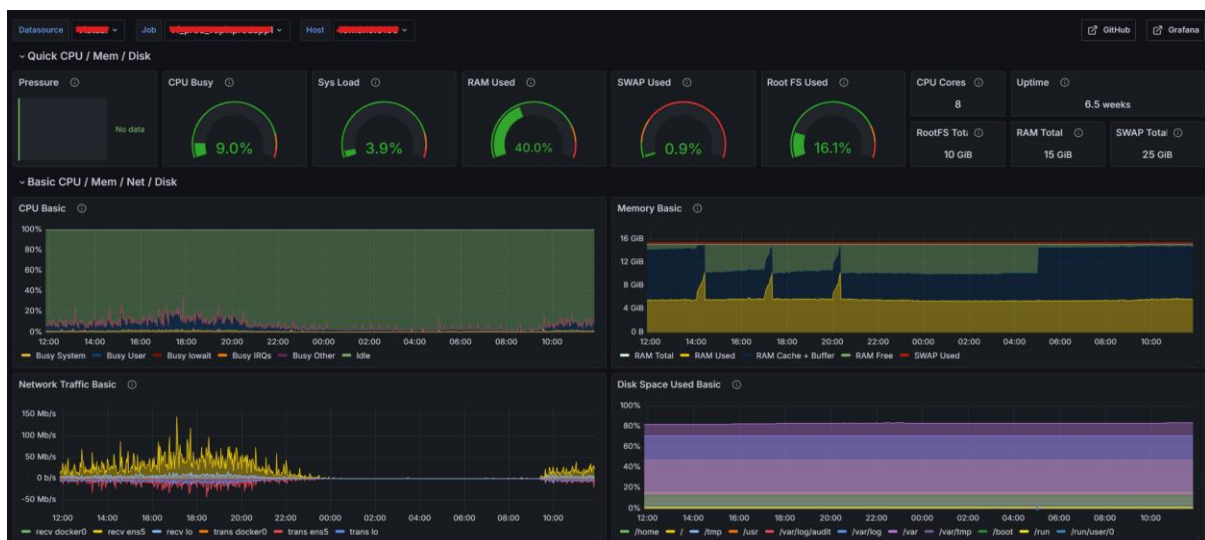 Datasource Job Host GitHub Grafana
Quick CPU / Mem / Disk
Pressure CPU Busy Sys Load RAM Used SWAP Used Root FS Used CPU Cores Uptime
8 6.5 weeks
No data
RootFS Tot RAM Total SWAP Total
9.0% 3.9% 40.0% 0.9% 16.1% 10 GiB 15 GiB 25 GiB
Basic CPU / Mem / Net / Disk
CPU Basic
100%
80%
60%
40%
20%
0%
12:00 14:00 16:00 18:00 20:00 22:00 00:00 02:00 04:00 06:00 08:00 10:00
Busy System Busy User Busy Iowait Busy IRQs Busy Other Idle
Memory Basic
16 GiB
12 GiB
8 GiB
4 GiB
0 B
12:00 14:00 16:00 18:00 20:00 22:00 00:00 02:00 04:00 06:00 08:00 10:00
RAM Total RAM Used RAM Cache + Buffer RAM Free SWAP Used
Network Traffic Basic
150 Mb/s
100 Mb/s
50 Mb/s
0 b/s
-50 Mb/s
12:00 14:00 16:00 18:00 20:00 22:00 00:00 02:00 04:00 06:00 08:00 10:00
recv docker0 recv ens5 recv lo trans docker0 trans ens5 trans lo
Disk Space Used Basic
100%
80%
60%
40%
20%
0%
12:00 14:00 16:00 18:00 20:00 22:00 00:00 02:00 04:00 06:00 08:00 10:00
/home / /tmp /usr /var/log/audit /var/log /var /var/tmp /boot /run /run/user/0